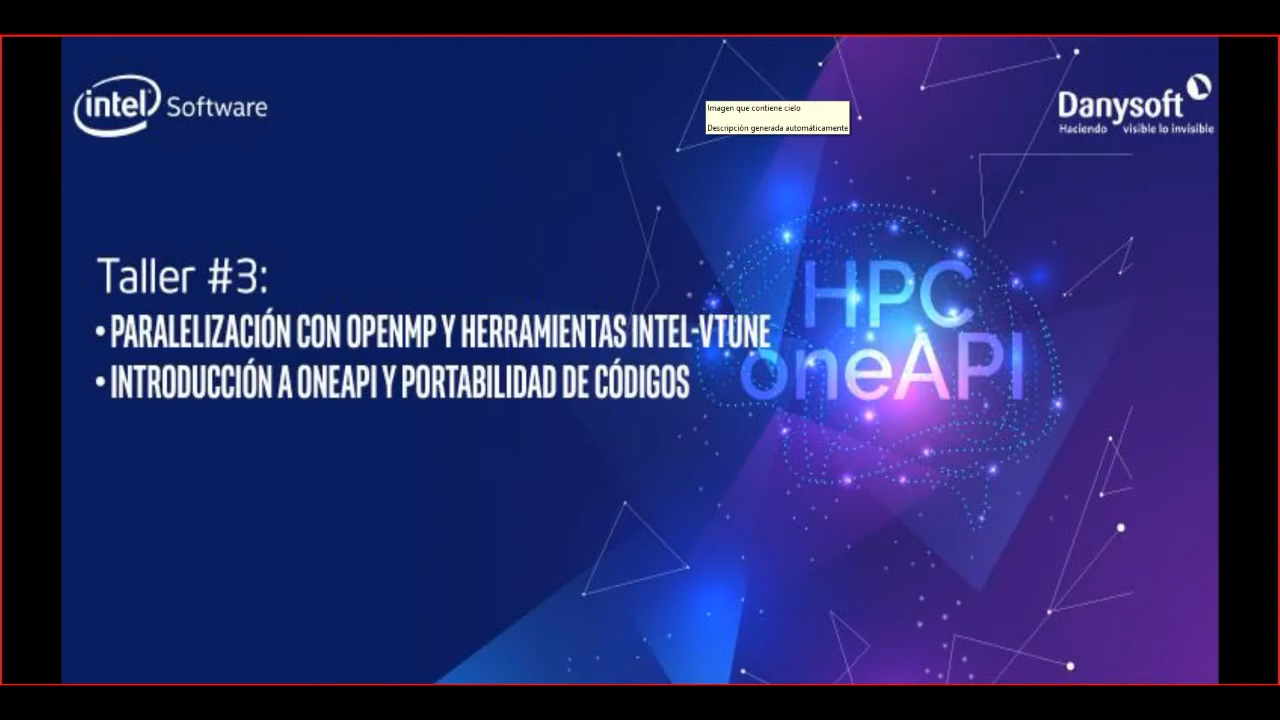 intel Software
Imagen que contiene cielo
Descripción generada automáticamente
Danysoft
Haciendo visible lo invisible
Taller #3:
• PARALELIZACIÓN CON OPENMP Y HERRAMIENTAS INTEL-VTUNE
• INTRODUCCIÓN A ONEAPI Y PORTABILIDAD DE CÓDIGOS
HPC
oneAPI